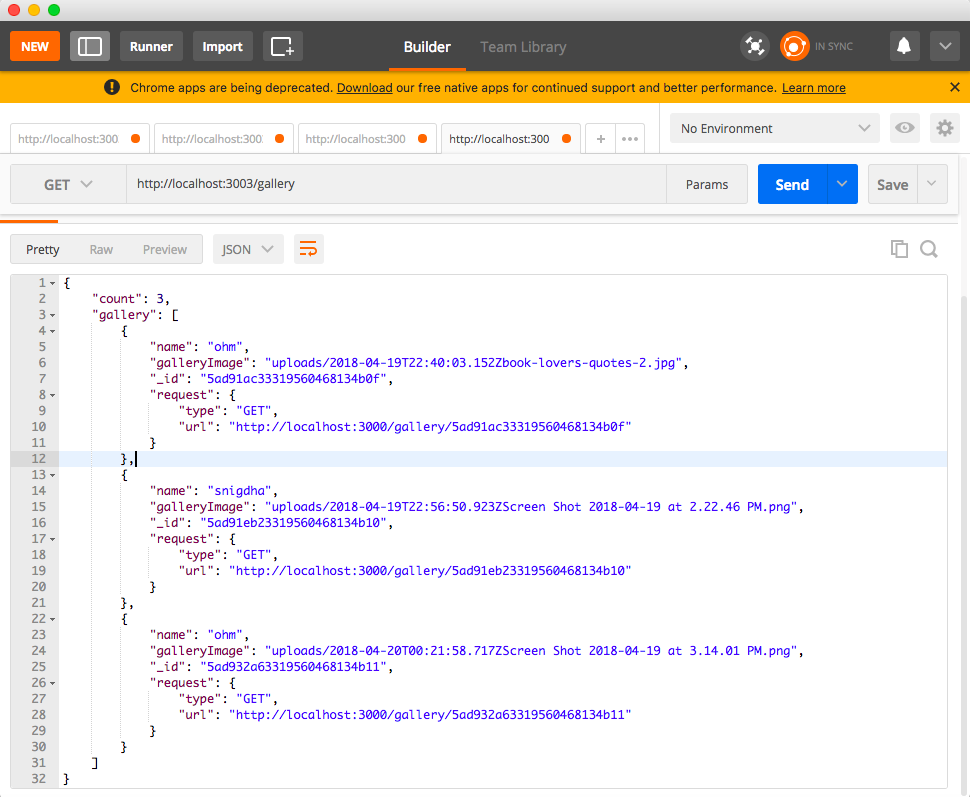 NEW Runner Import Builder Team Library IN SYNC
Chrome apps are being deprecated. Download our free native apps for continued support and better performance. Learn more
http://localhost:300 http://localhost:300 http://localhost:300 http://localhost:300 + ••• No Environment
GET http://localhost:3003/gallery Params Send Save
Pretty Raw Preview JSON
1 {
2 "count": 3,
3 "gallery": [
4 {
5 "name": "ohm",
6 "galleryImage": "uploads/2018-04-19T22:40:03.152Zbook-lovers-quotes-2.jpg",
7 "_id": "5ad91ac33319560468134b0f",
8 "request": {
9 "type": "GET",
10 "url": "http://localhost:3000/gallery/5ad91ac33319560468134b0f"
11 }
12 },
13 {
14 "name": "snigdha",
15 "galleryImage": "uploads/2018-04-19T22:56:50.923ZScreen Shot 2018-04-19 at 2.22.46 PM.png",
16 "_id": "5ad91eb23319560468134b10",
17 "request": {
18 "type": "GET",
19 "url": "http://localhost:3000/gallery/5ad91eb23319560468134b10"
20 }
21 },
22 {
23 "name": "ohm",
24 "galleryImage": "uploads/2018-04-20T00:21:58.717ZScreen Shot 2018-04-19 at 3.14.01 PM.png",
25 "_id": "5ad932a63319560468134b11",
26 "request": {
27 "type": "GET",
28 "url": "http://localhost:3000/gallery/5ad932a63319560468134b11"
29 }
30 }
31 ]
32 }